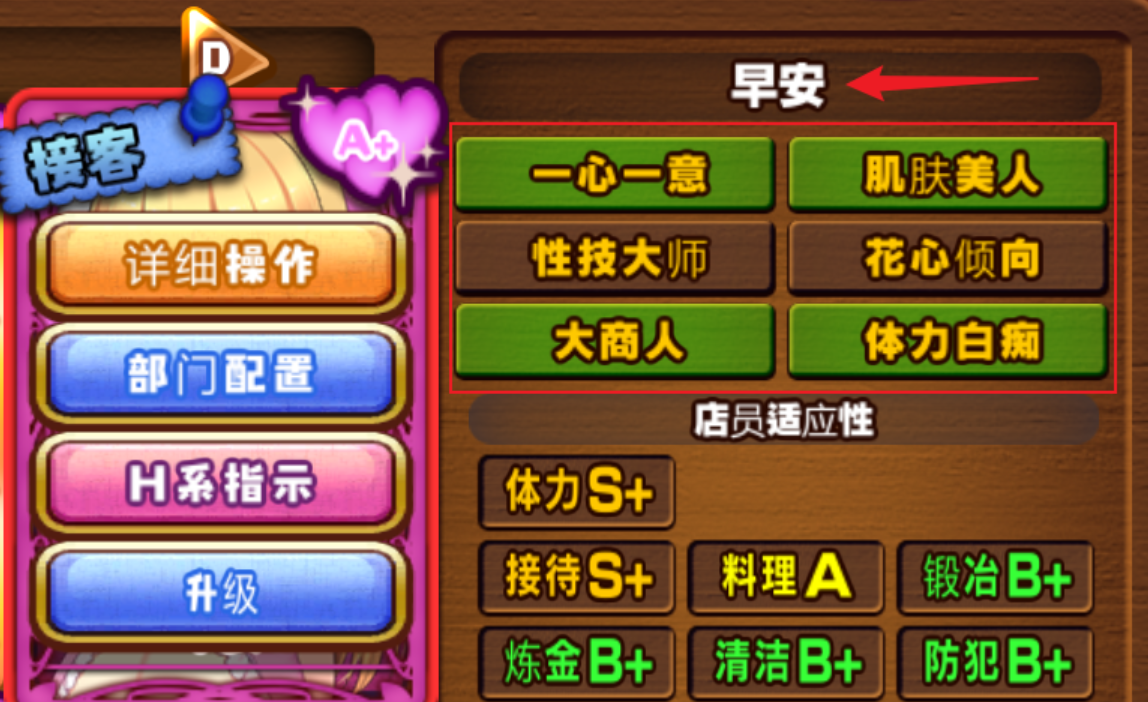 D
接客
A+
详细操作
部门配置
H系指示
升级
早安
一心一意 肌肤美人
性技大师 花心倾向
大商人 体力白痴
店员适应性
体力S+
接待S+ 料理A 锻冶B+
炼金B+ 清洁B+ 防犯B+